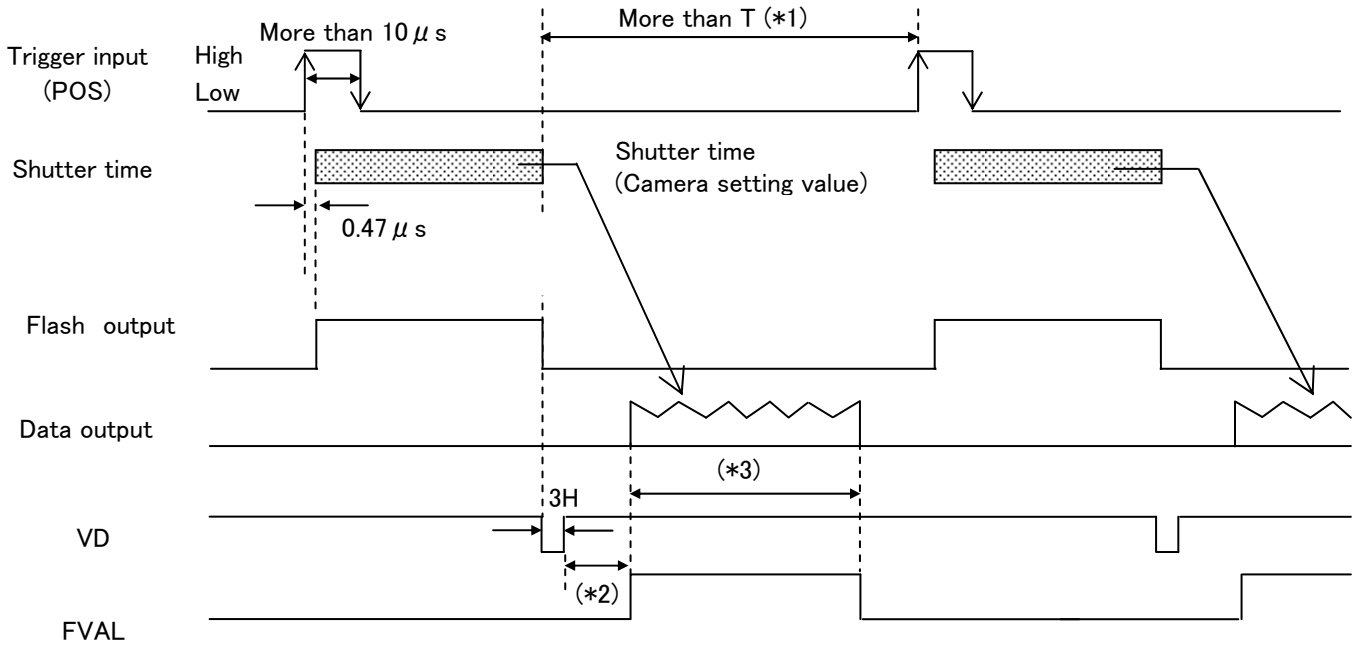 More than T (*1)
More than 10 μ s
Trigger input
(POS)
High
Low
Shutter time
Shutter time
(Camera setting value)
0.47 μ s
Flash output
Data output
(*3)
3H
VD
(*2)
FVAL